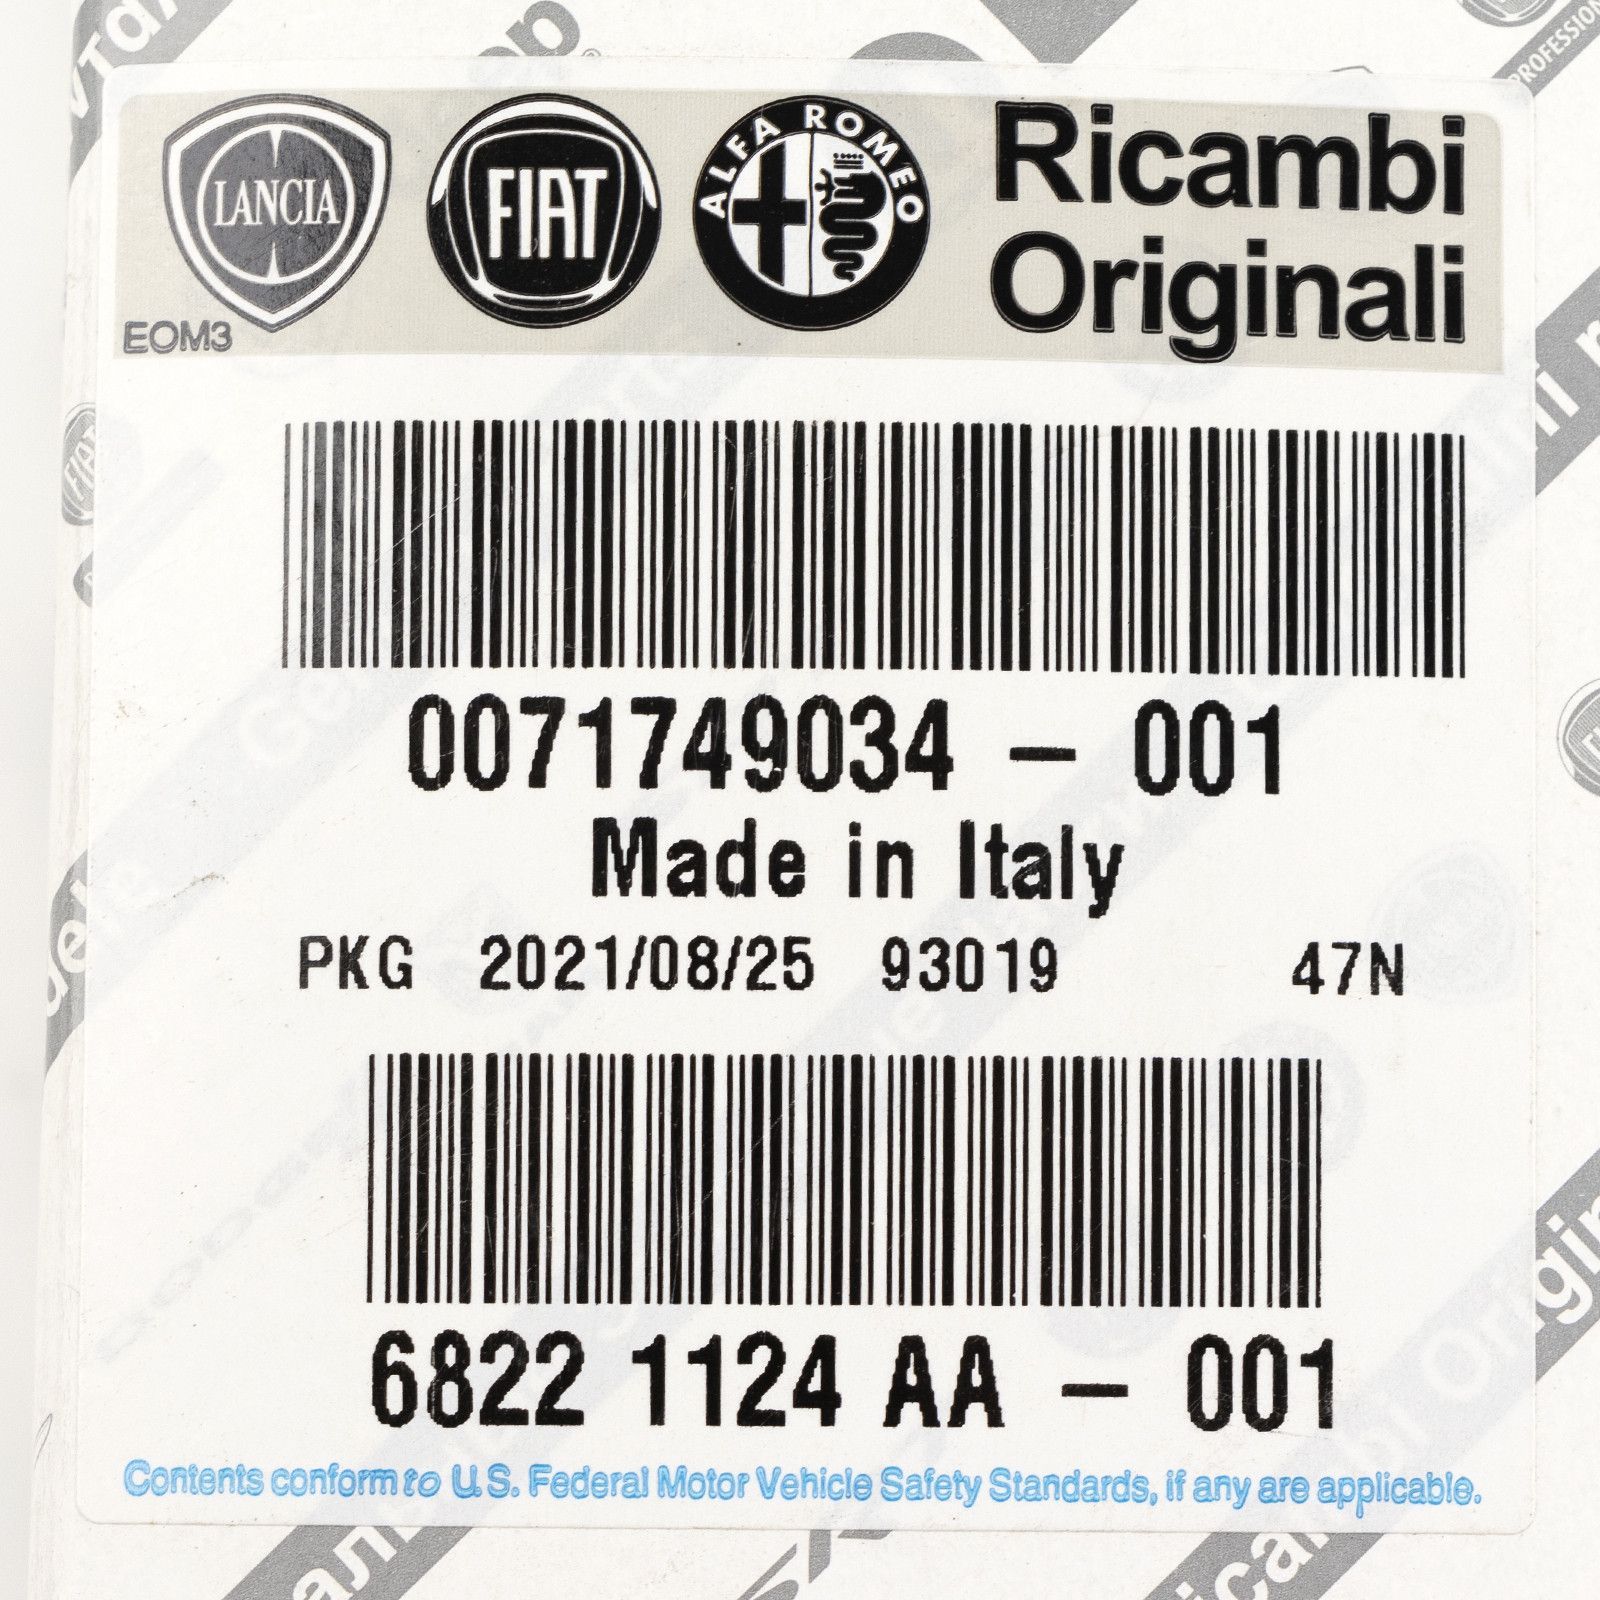 LANCIA
FIAT
ALFA ROMEO
Ricambi
Originali
EOM3
0071749034 - 001
Made in Italy
PKG 2021/08/25 93019 47N
6822 1124 AA - 001
Contents conform to U.S. Federal Motor Vehicle Safety Standards, if any are applicable.